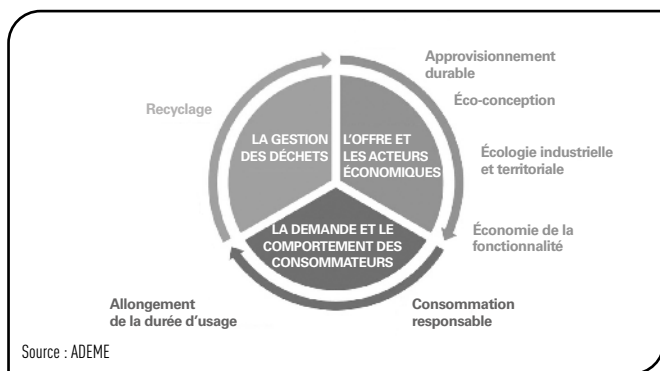 Approvisionnement
durable
Éco-conception
Écologie industrielle
et territoriale
Économie de la
fonctionnalité
Consommation
responsable
Allongement
de la durée d'usage
Recyclage
LA GESTION
DES DÉCHETS
L'OFFRE ET
LES ACTEURS
ÉCONOMIQUES
LA DEMANDE ET LE
COMPORTEMENT DES
CONSOMMATEURS
Source : ADEME